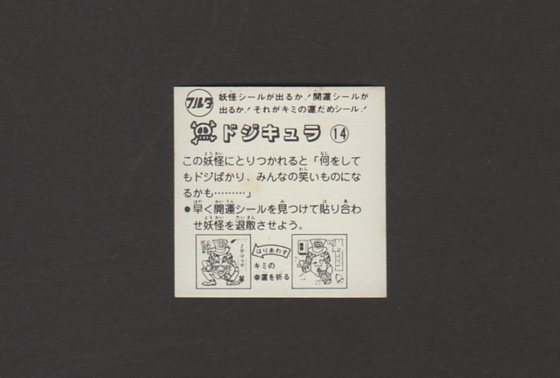 フルタ
妖怪シールが出るか!開運シールが
出るか!それがキミの運だめシール!
ドジキュラ ⑭
この妖怪にとりつかれると「何をして
もドジばかり、みんなの笑いものにな
るかも………」
●早く開運シールを見つけて貼り合わ
せ妖怪を退散させよう。
はりあわす
キミの
幸運を祈る